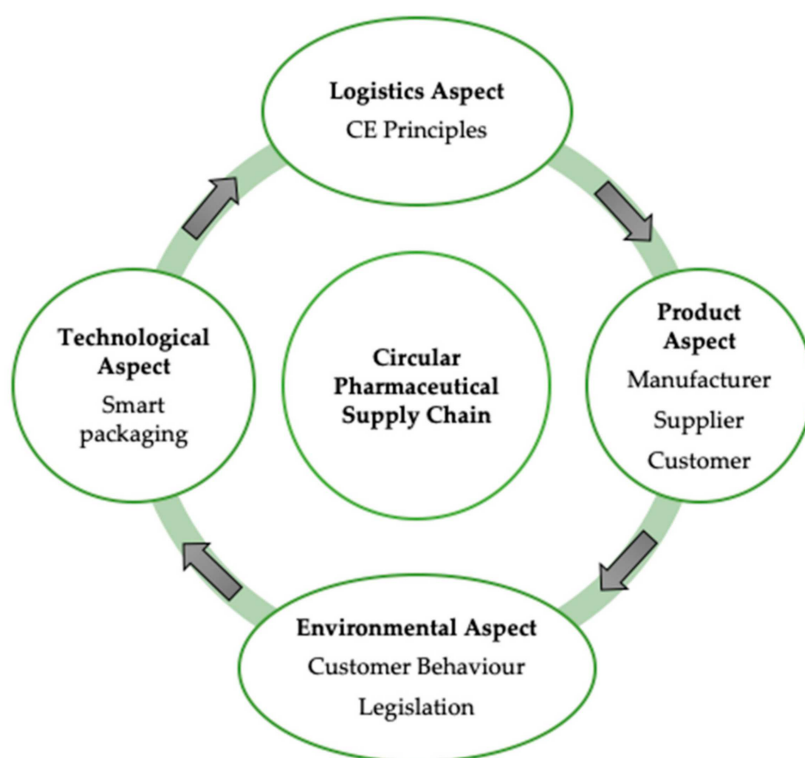 Logistics Aspect
CE Principles
Product
Aspect
Manufacturer
Supplier
Customer
Environmental Aspect
Customer Behaviour
Legislation
Technological
Aspect
Smart
packaging
Circular
Pharmaceutical
Supply Chain